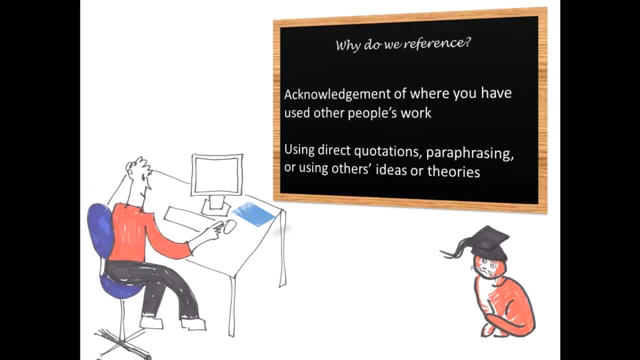 Why do we reference?
Acknowledgement of where you have
used other people's work
Using direct quotations, paraphrasing,
or using others' ideas or theories